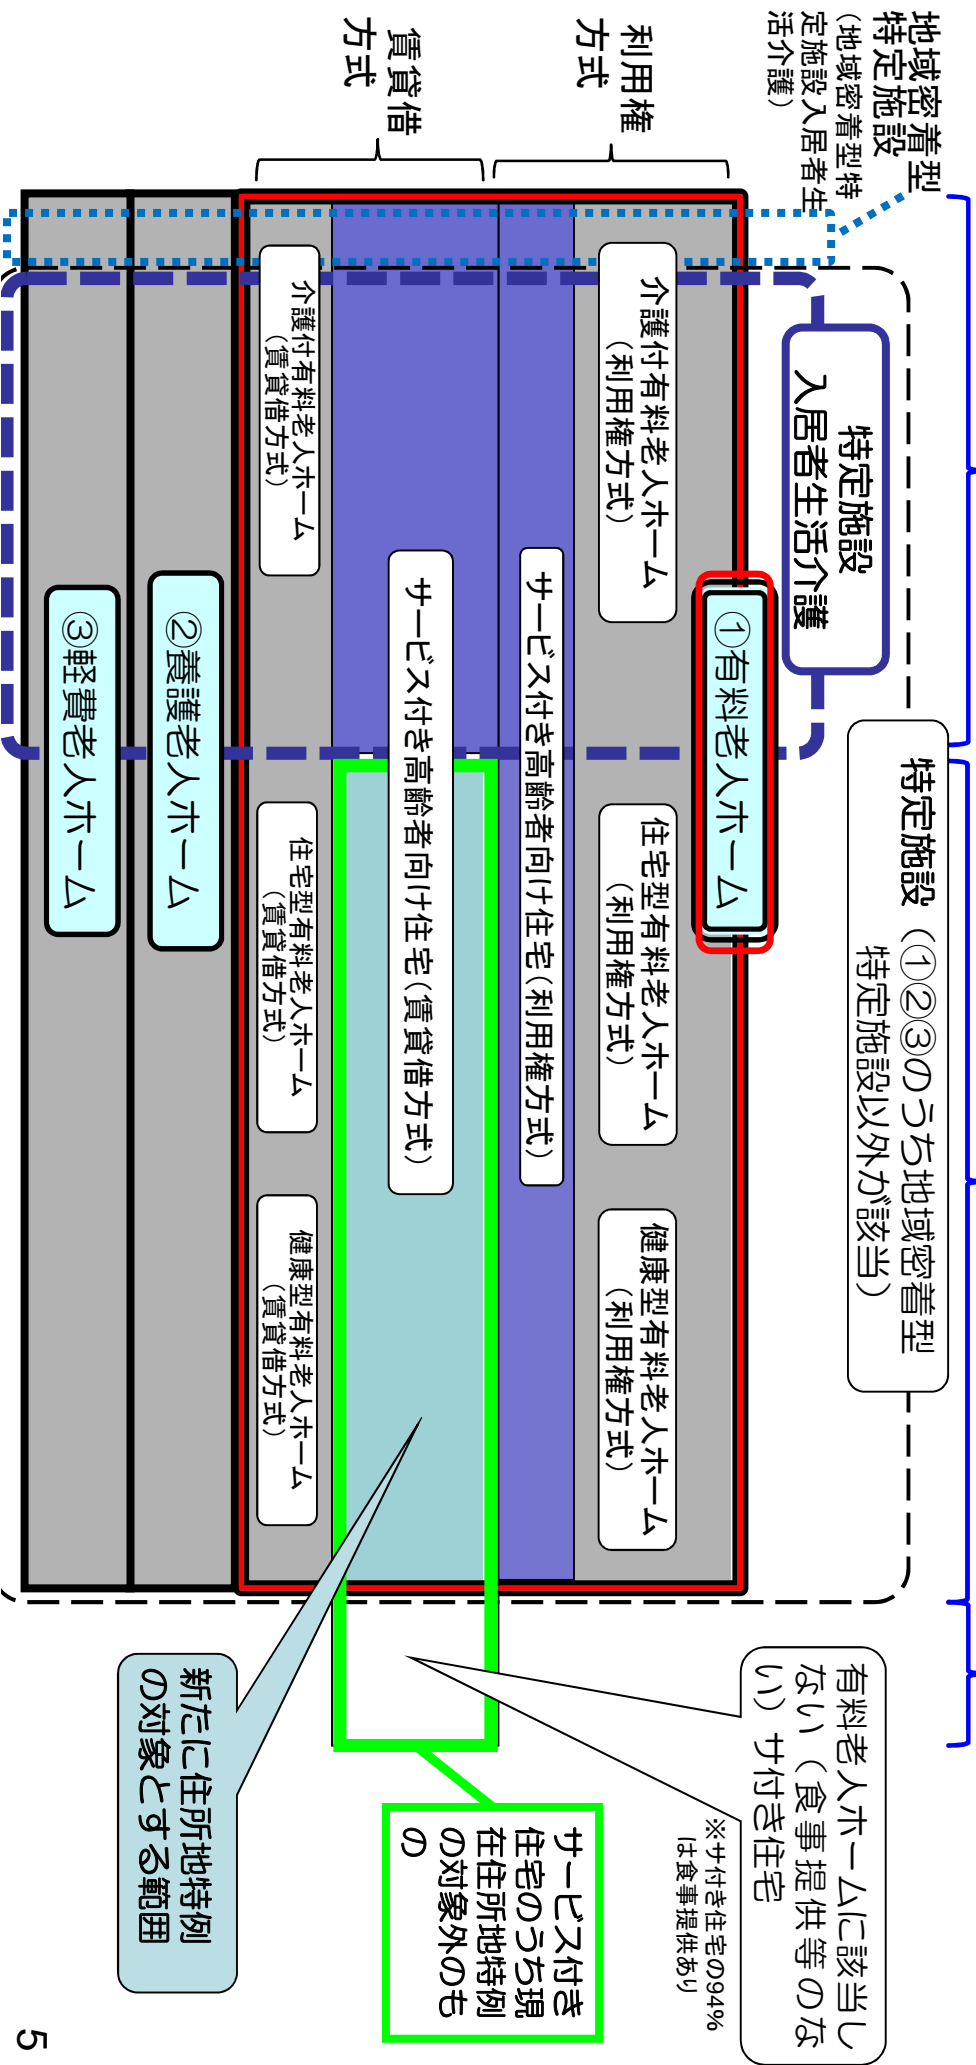 地域密着型
特定施設
（地域密着型特
定施設入居者生
活介護）
特定施設（①②③のうち地域密着型
特定施設以外が該当）
特定施設
入居者生活介護
有料老人ホームに該当し
ない（食事提供等のな
い）サ付き住宅
※サ付き住宅の94%
は食事提供あり
①有料老人ホーム
利用権
方式
介護付有料老人ホーム
（利用権方式）
住宅型有料老人ホーム
（利用権方式）
健康型有料老人ホーム
（利用権方式）
サービス付き高齢者向け住宅（利用権方式）
賃貸借
方式
サービス付き高齢者向け住宅（賃貸借方式）
サービス付き
住宅のうち現
在住所地特例
の対象外のも
の
介護付有料老人ホーム
（賃貸借方式）
住宅型有料老人ホーム
（賃貸借方式）
健康型有料老人ホーム
（賃貸借方式）
②養護老人ホーム
新たに住所地特例
の対象とする範囲
③軽費老人ホーム
5